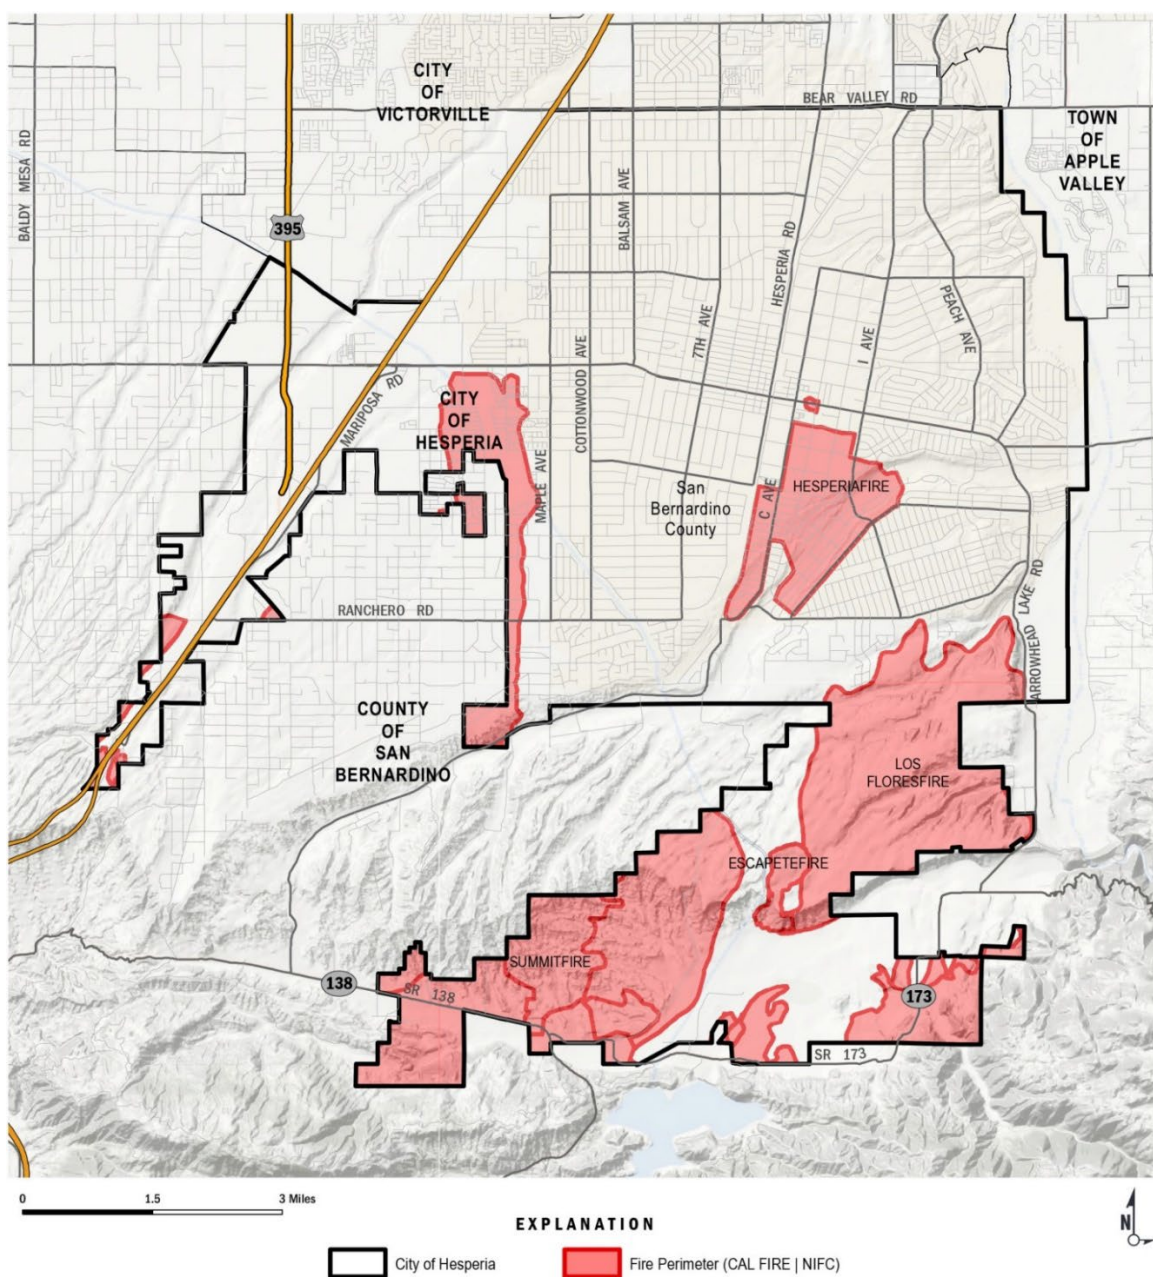 CITY
OF
VICTORVILLE
BEAR VALLEY RD
TOWN
OF
APPLE
VALLEY
BALDY MESA RD
395
BALSAM AVE
HESPERIA RD
PEACH AVE
7TH AVE
I AVE
COTTONWOOD AVE
MARIPOSA RD
CITY
OF
HESPERIA
MAPLE AVE
San
Bernardino
County
C AVE
HESPERIAFIRE
RANCHERO RD
ARROWHEAD LAKE RD
COUNTY
OF
SAN
BERNARDINO
LOS
FLORESFIRE
ESCAPETEFIRE
SUMMITFIRE
138
SR 138
173
SR 173
0 1.5 3 Miles
N
EXPLANATION
City of Hesperia
Fire Perimeter (CAL FIRE | NIFC)